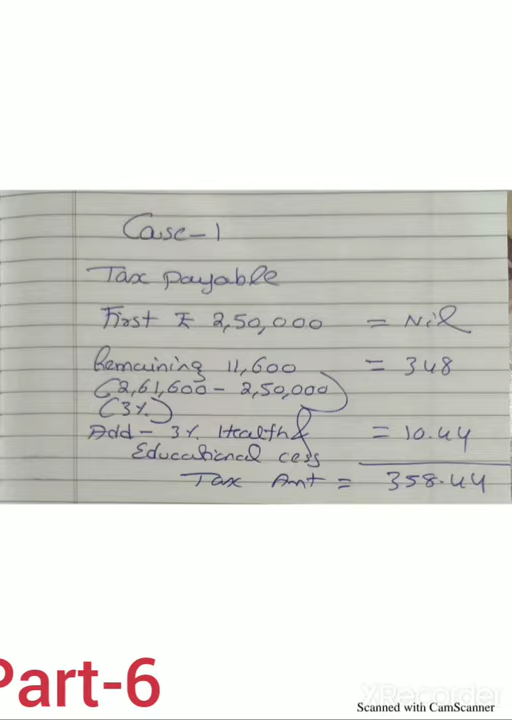 Case-1
Tax Payable
First ₹ 2,50,000 = Nil
Remaining 11,600 = 348
(2,61,600 - 2,50,000)
(3%)
Add - 3% Health & = 10.44
Educational cess
Tax Amt = 358.44
Part-6
XRecorder
Scanned with CamScanner